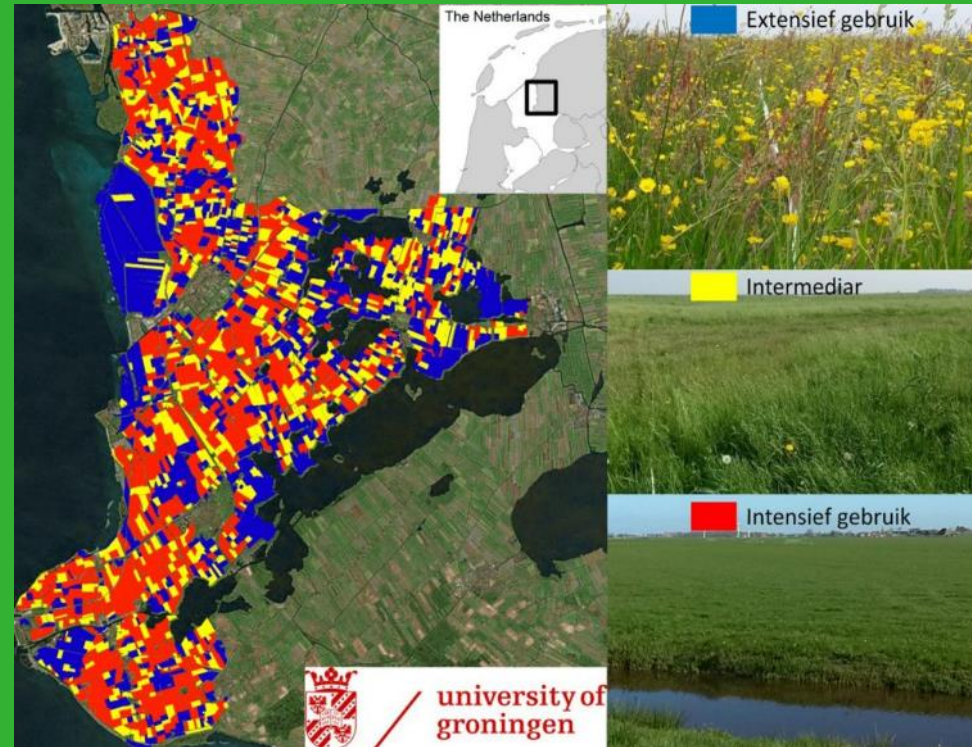 The Netherlands
Extensief gebruik
Intermediar
Intensief gebruik
university of
groningen